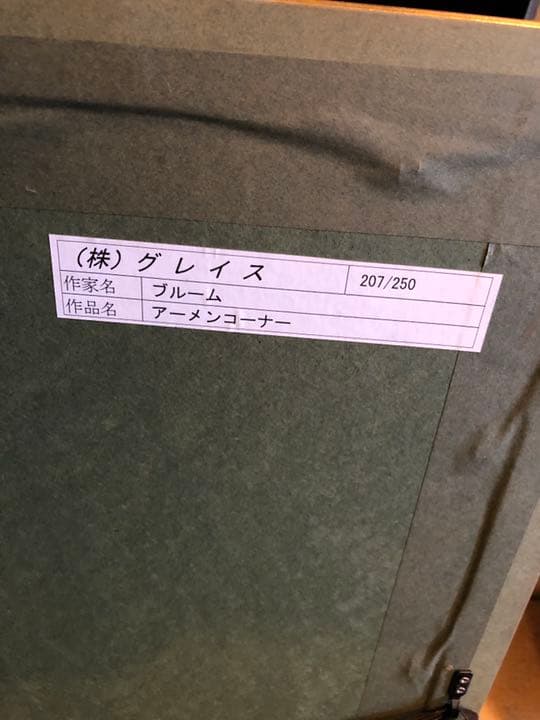 (株)グレイス 207/250
作家名 ブルーム
作品名 アーメンコーナー